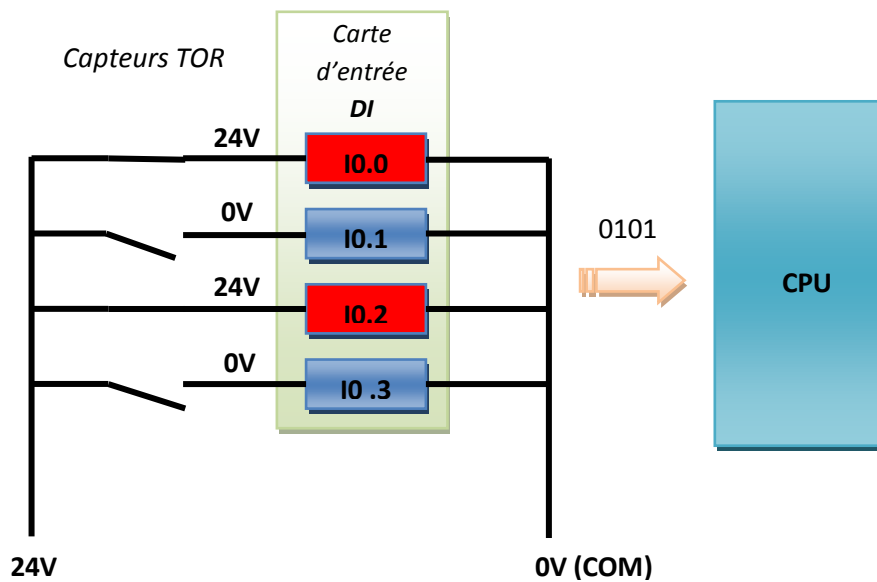 Capteurs TOR
Carte
d’entrée
DI
24V
I0.0
0V
I0.1
24V
I0.2
0V
I0 .3
0101
CPU
24V
0V (COM)